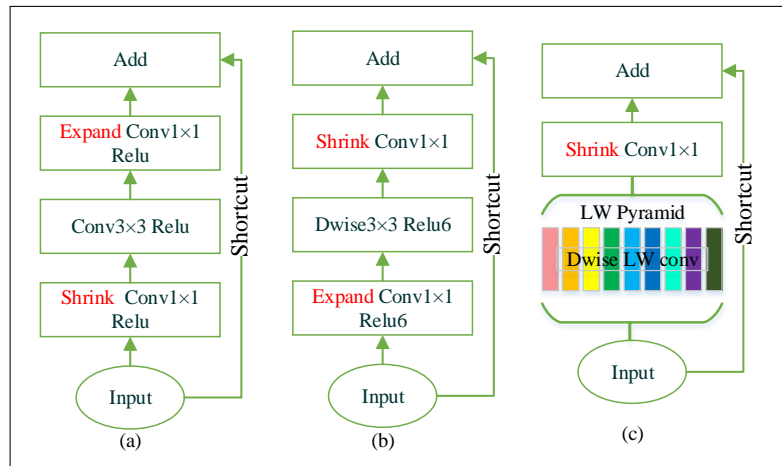 Add
Expand Conv1×1
Relu
Conv3×3 Relu
Shrink Conv1×1
Relu
Input
Shortcut
(a)
Add
Shrink Conv1×1
Dwise3×3 Relu6
Expand Conv1×1
Relu6
Input
Shortcut
(b)
Add
Shrink Conv1×1
LW Pyramid
Dwise LW conv
Input
Shortcut
(c)